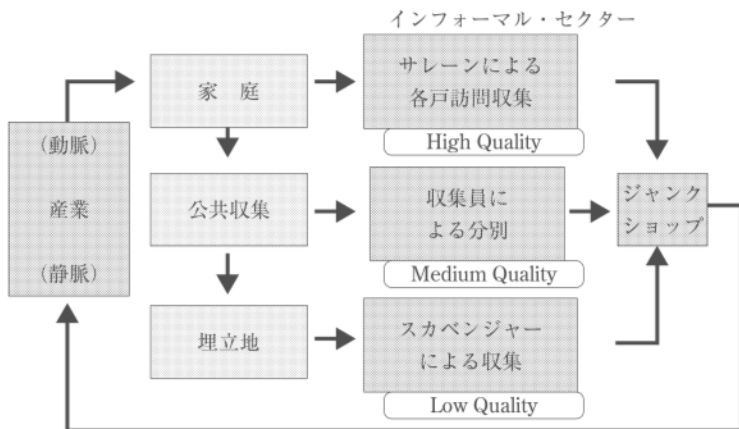 インフォーマル・セクター
家 庭
サレーンによる
各戸訪問収集
High Quality
(動脈)
産業
(静脈)
公共収集
収集員に
よる分別
Medium Quality
ジャンク
ショップ
埋立地
スカベンジャー
による収集
Low Quality